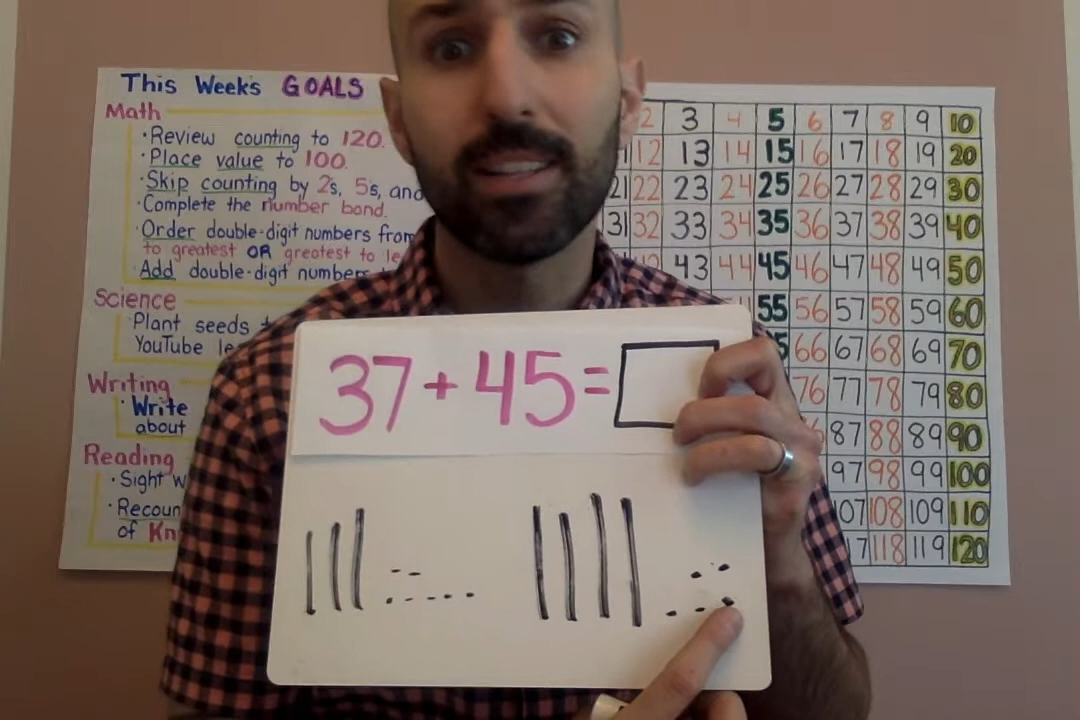 This Weeks GOALS
Math
· Review counting to 120.
· Place value to 100.
· Skip counting by 2's, 5's, and
· Complete the number bond.
· Order double-digit numbers from
to greatest OR greatest to
· Add double-digit numbers
Science
· Plant seeds
YouTube
Writing
· Write
about
Reading
· Sight
·
of
2 3 4 5 6 7 8 9 10
12 13 14 15 16 17 18 19 20
21 22 23 24 25 26 27 28 29 30
31 32 33 34 35 36 37 38 39 40
43 44 45 46 47 48 49 50
55 56 57 58 59 60
66 67 68 69 70
76 77 78 79 80
87 88 89 90
97 98 99 100
107 108 109 110
118 119 120
37 + 45 =